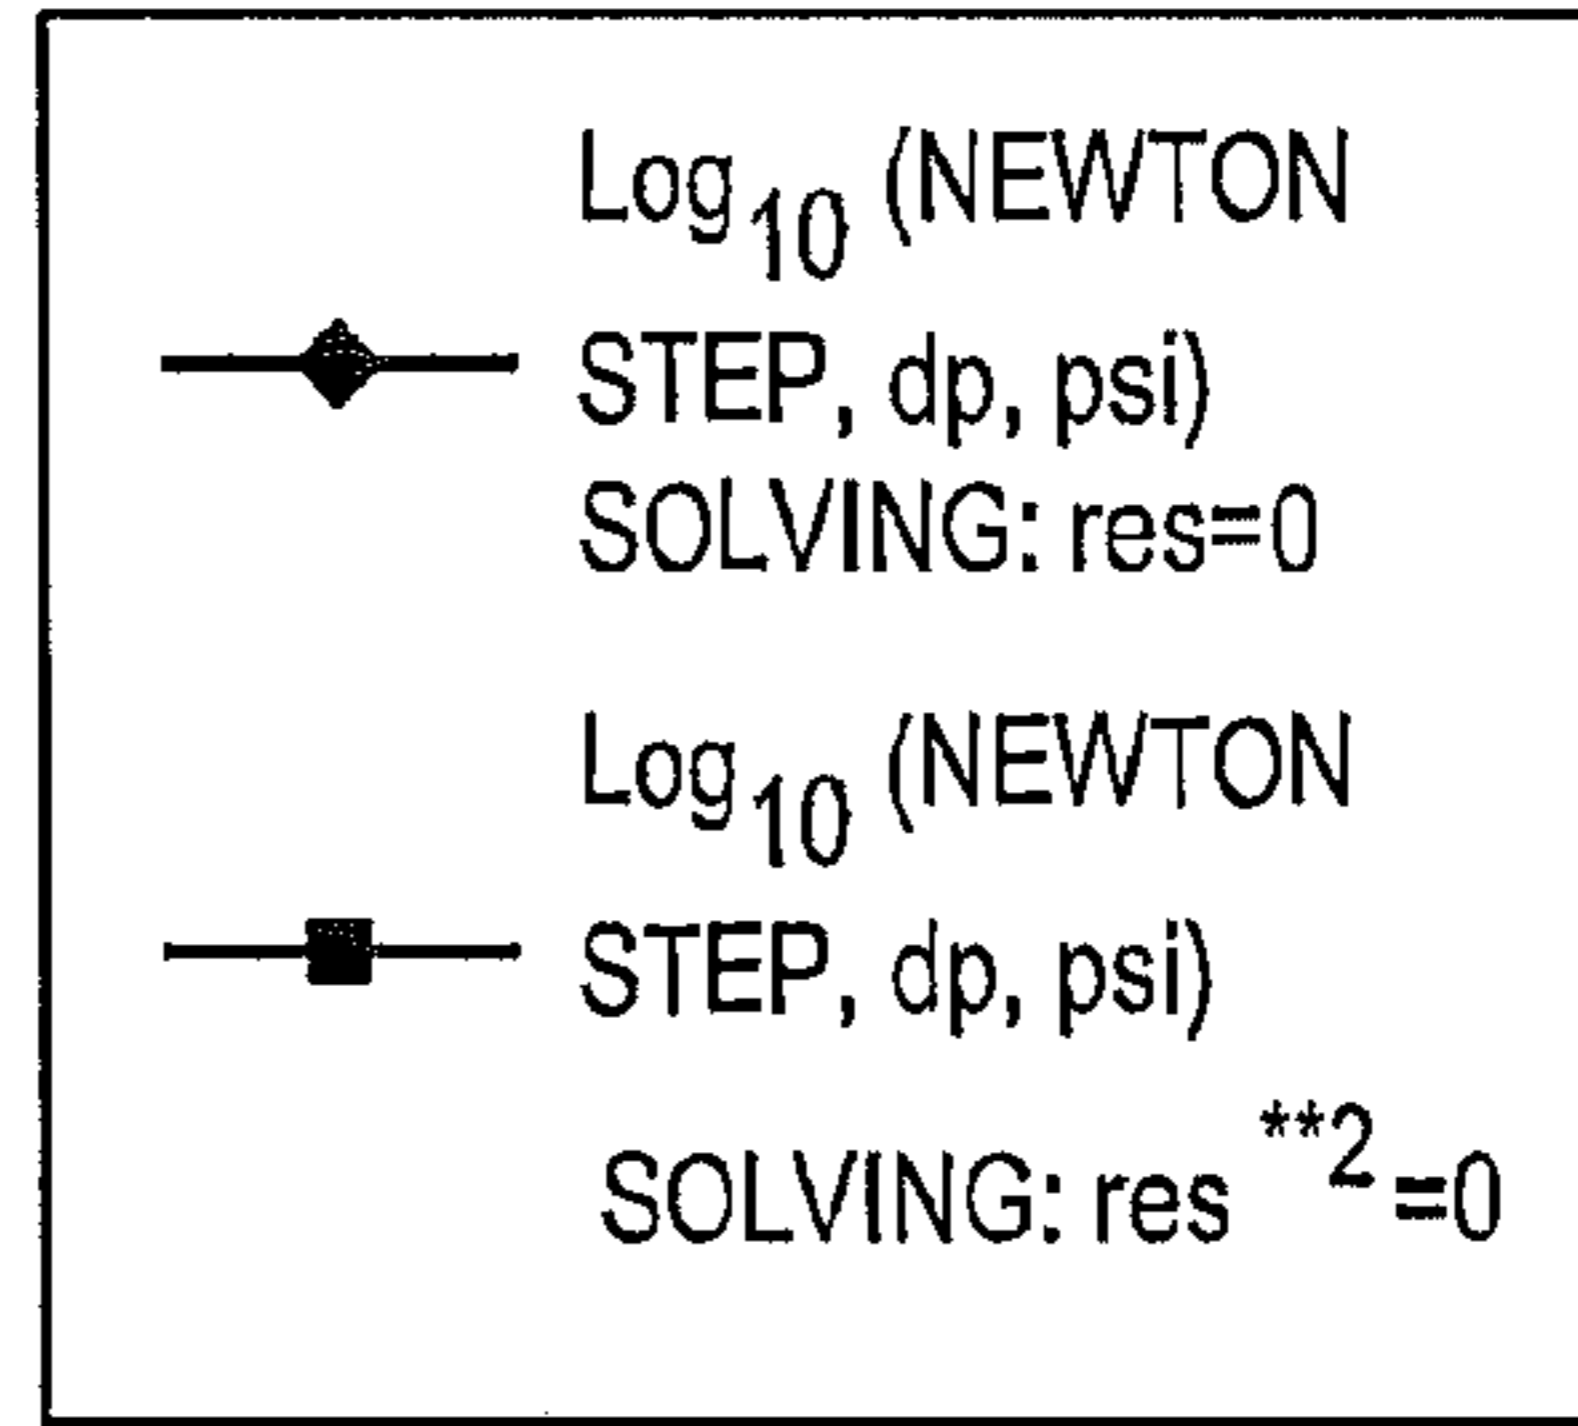 Log10 (NEWTON
STEP, dp, psi)
SOLVING: res=0
Log10 (NEWTON
STEP, dp, psi)
SOLVING: res **2 =0